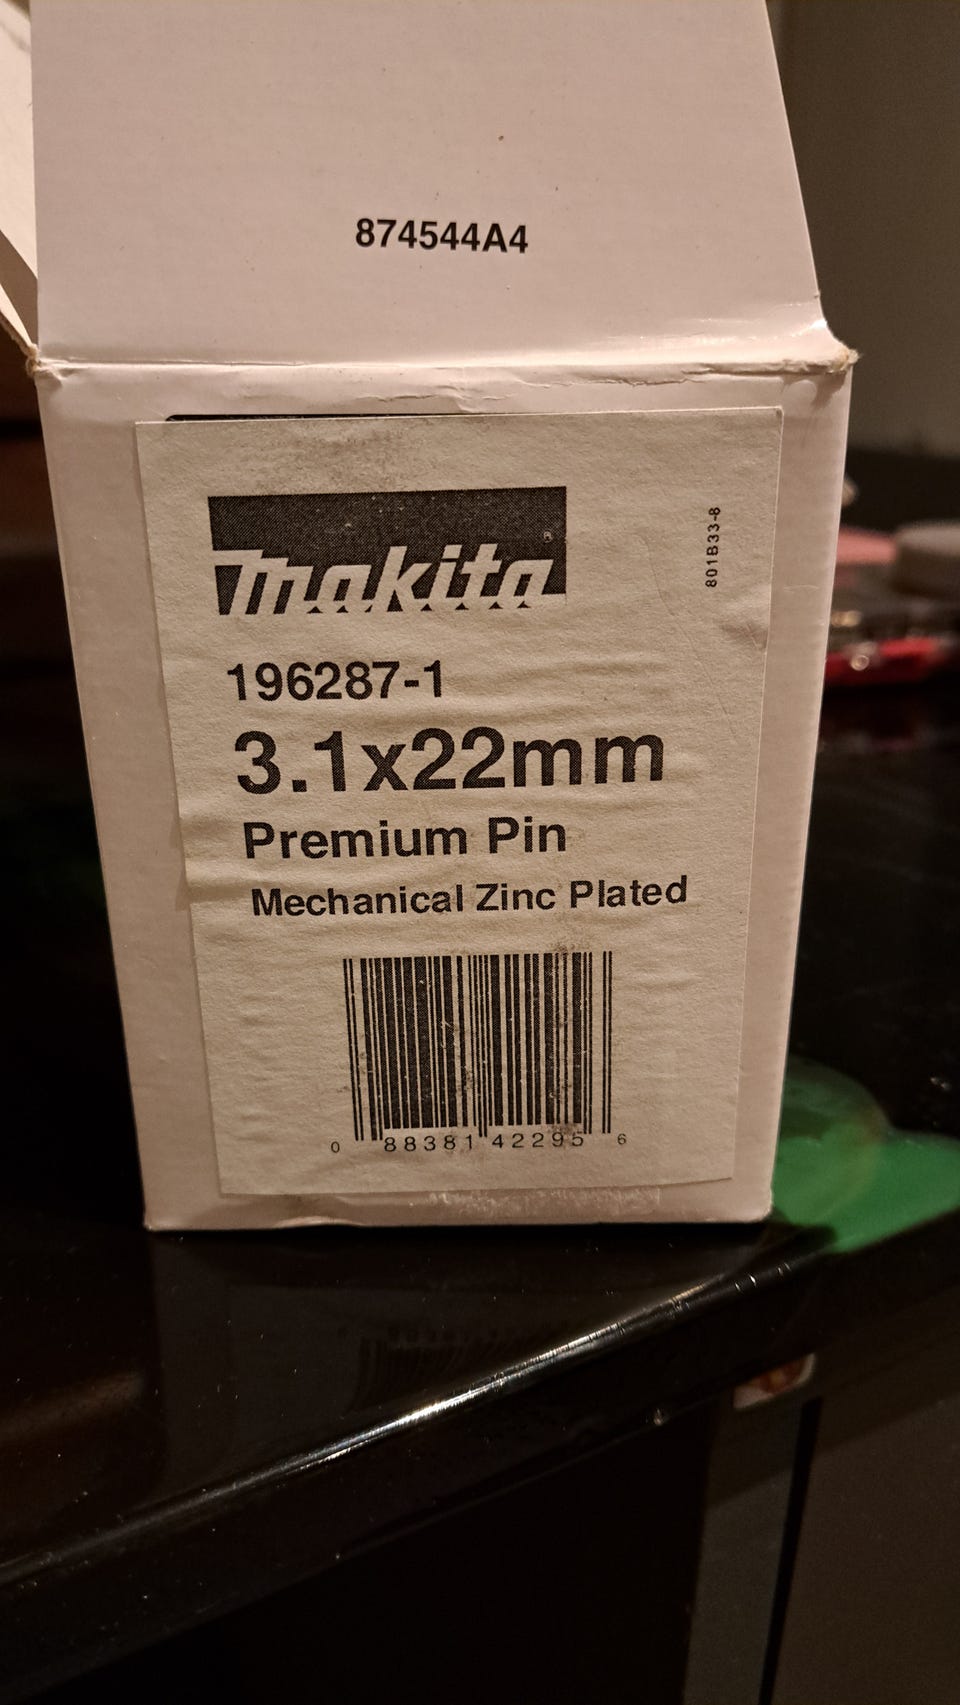 874544A4
makita®
801B33-8
196287-1
3.1x22mm
Premium Pin
Mechanical Zinc Plated
0 88381 42295 6